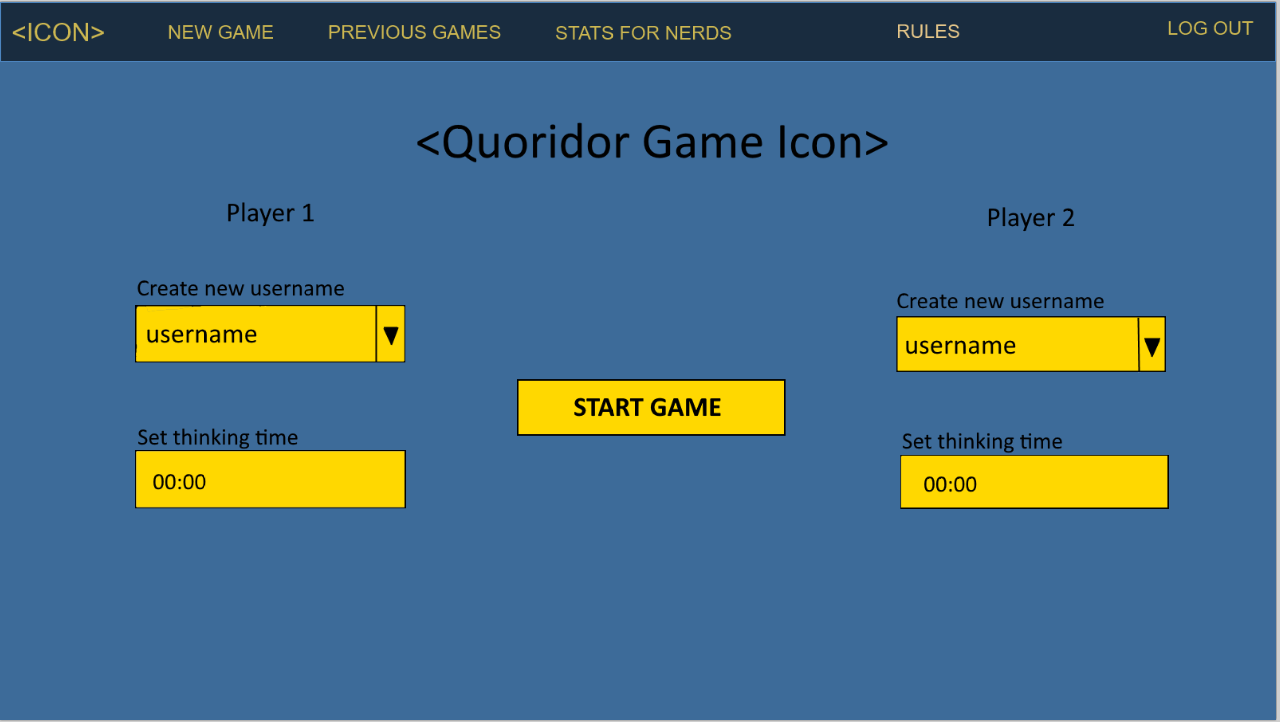 <ICON> NEW GAME PREVIOUS GAMES STATS FOR NERDS RULES LOG OUT
<Quoridor Game Icon>
Player 1
Create new username
username
Set thinking time
00:00
START GAME
Player 2
Create new username
username
Set thinking time
00:00